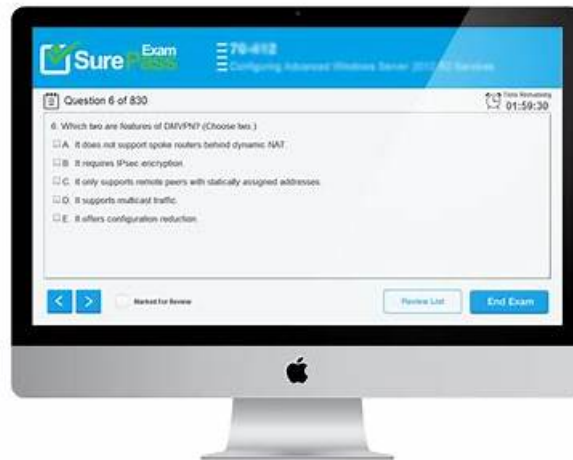 SurePass Exam
70-412
Configuring Advanced Windows Server 2012 R2 Services
Question 6 of 830
Time Remaining
01:59:30
6. Which two are features of DMVPN? (Choose two.)
A. It does not support spoke routers behind dynamic NAT.
B. It requires IPsec encryption.
C. It only supports remote peers with statically assigned addresses.
D. It supports multicast traffic.
E. It offers configuration reduction.
< >
Marked For Review
Review List
End Exam